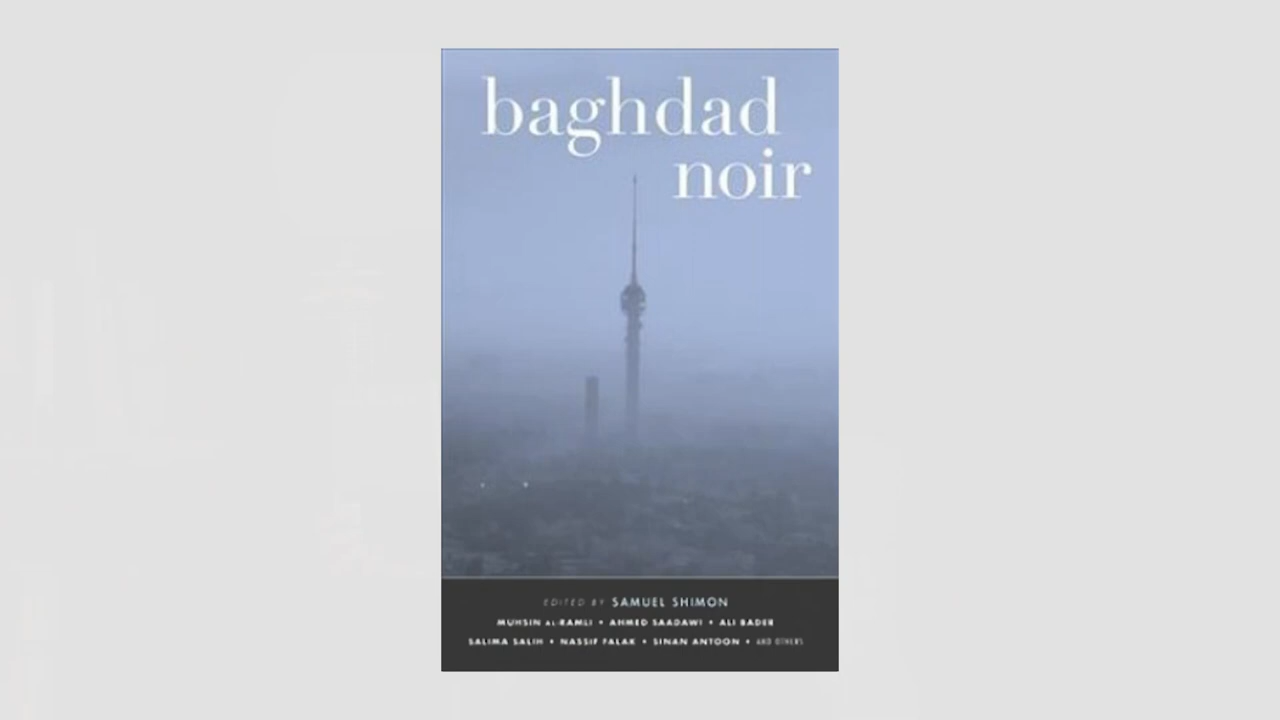 baghdad
noir
EDITED BY SAMUEL SHIMON
MUHSIN AL-RAMLI • AHMED SAADAWI • ALI BADER
SALIMA SALIH • NASSIF FALAK • SINAN ANTOON • AND OTHERS